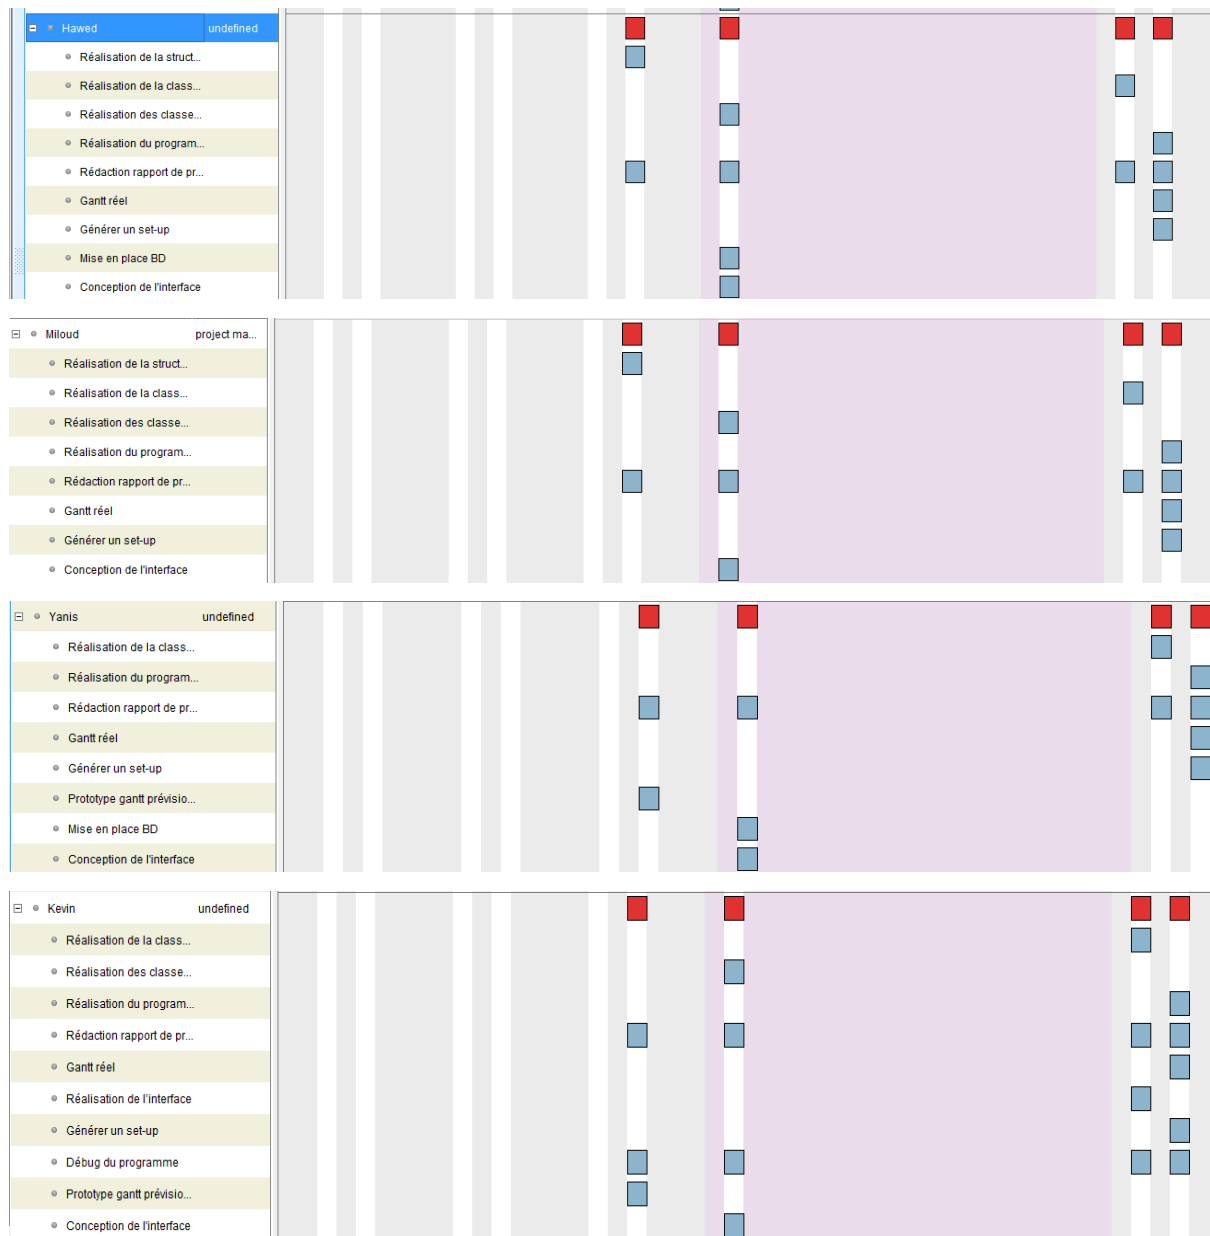 Hawed undefined
Réalisation de la struct...
Réalisation de la class...
Réalisation des classe...
Réalisation du program...
Rédaction rapport de pr...
Gantt réel
Générer un set-up
Mise en place BD
Conception de l'interface
Miloud project ma...
Réalisation de la struct...
Réalisation de la class...
Réalisation des classe...
Réalisation du program...
Rédaction rapport de pr...
Gantt réel
Générer un set-up
Conception de l'interface
Yanis undefined
Réalisation de la class...
Réalisation du program...
Rédaction rapport de pr...
Gantt réel
Générer un set-up
Prototype gantt prévisio...
Mise en place BD
Conception de l'interface
Kevin undefined
Réalisation de la class...
Réalisation des classe...
Réalisation du program...
Rédaction rapport de pr...
Gantt réel
Réalisation de l'interface
Générer un set-up
Débug du programme
Prototype gantt prévisio...
Conception de l'interface